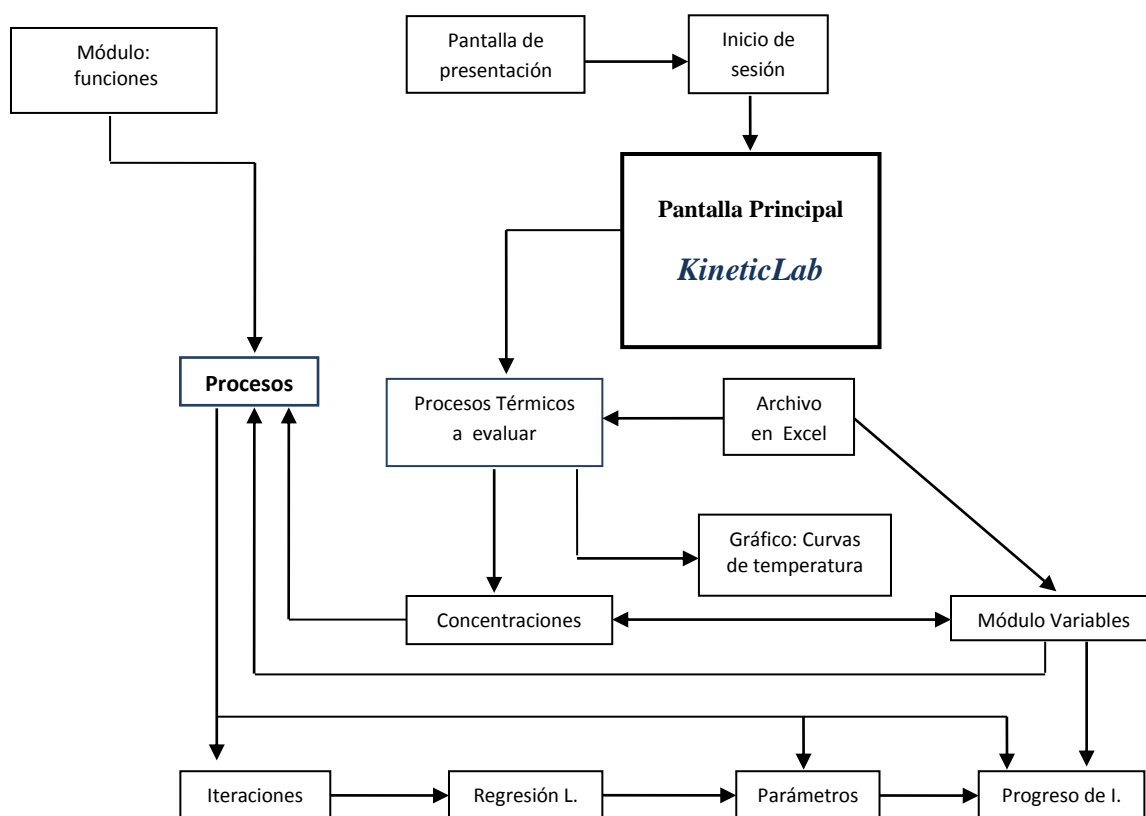 Módulo:
funciones
Pantalla de
presentación
Inicio de
sesión
Pantalla Principal
KineticLab
Procesos
Procesos Térmicos
a evaluar
Archivo
en Excel
Gráfico: Curvas
de temperatura
Concentraciones
Módulo Variables
Iteraciones
Regresión L.
Parámetros
Progreso de I.